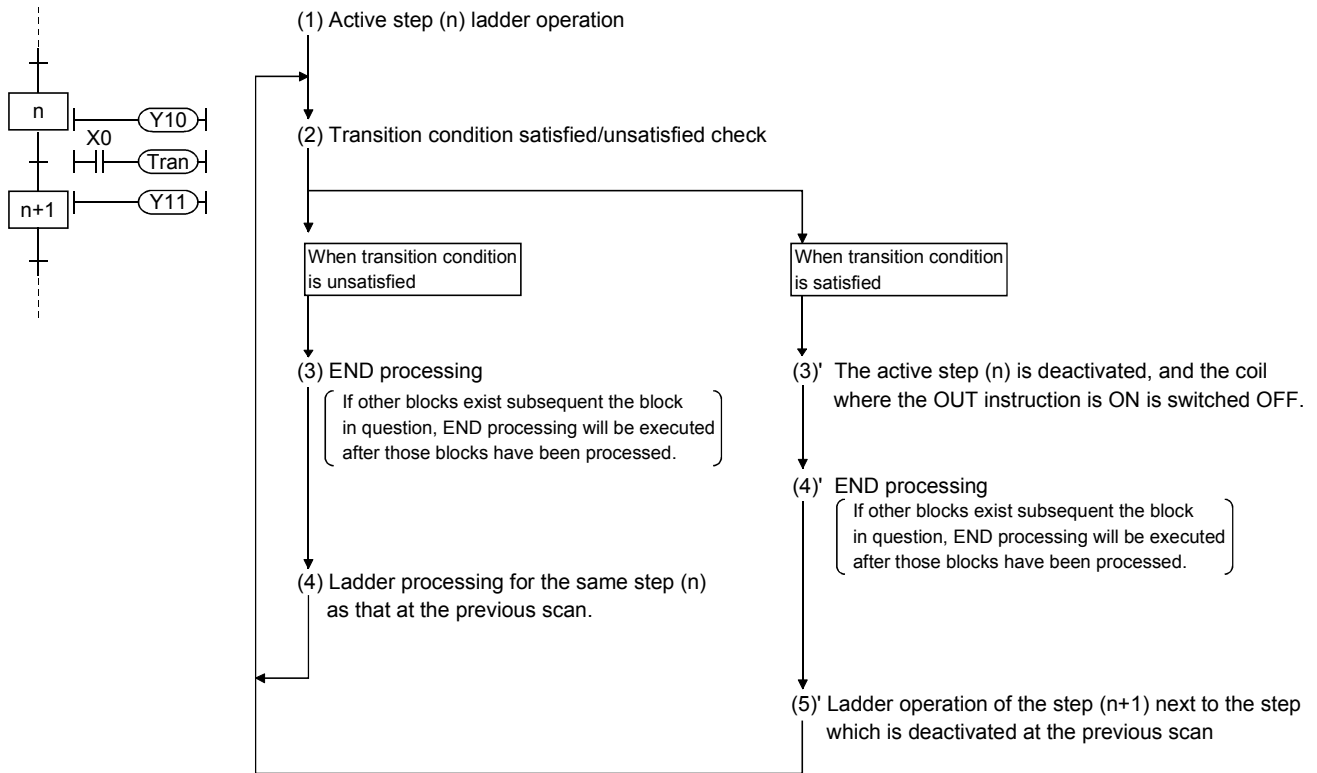 (1) Active step (n) ladder operation
n
Y10
X0
Tran
n+1
Y11
(2) Transition condition satisfied/unsatisfied check
When transition condition
is unsatisfied
When transition condition
is satisfied
(3) END processing
If other blocks exist subsequent the block
in question, END processing will be executed
after those blocks have been processed.
(3)' The active step (n) is deactivated, and the coil
where the OUT instruction is ON is switched OFF.
(4)' END processing
If other blocks exist subsequent the block
in question, END processing will be executed
after those blocks have been processed.
(4) Ladder processing for the same step (n)
as that at the previous scan.
(5)' Ladder operation of the step (n+1) next to the step
which is deactivated at the previous scan